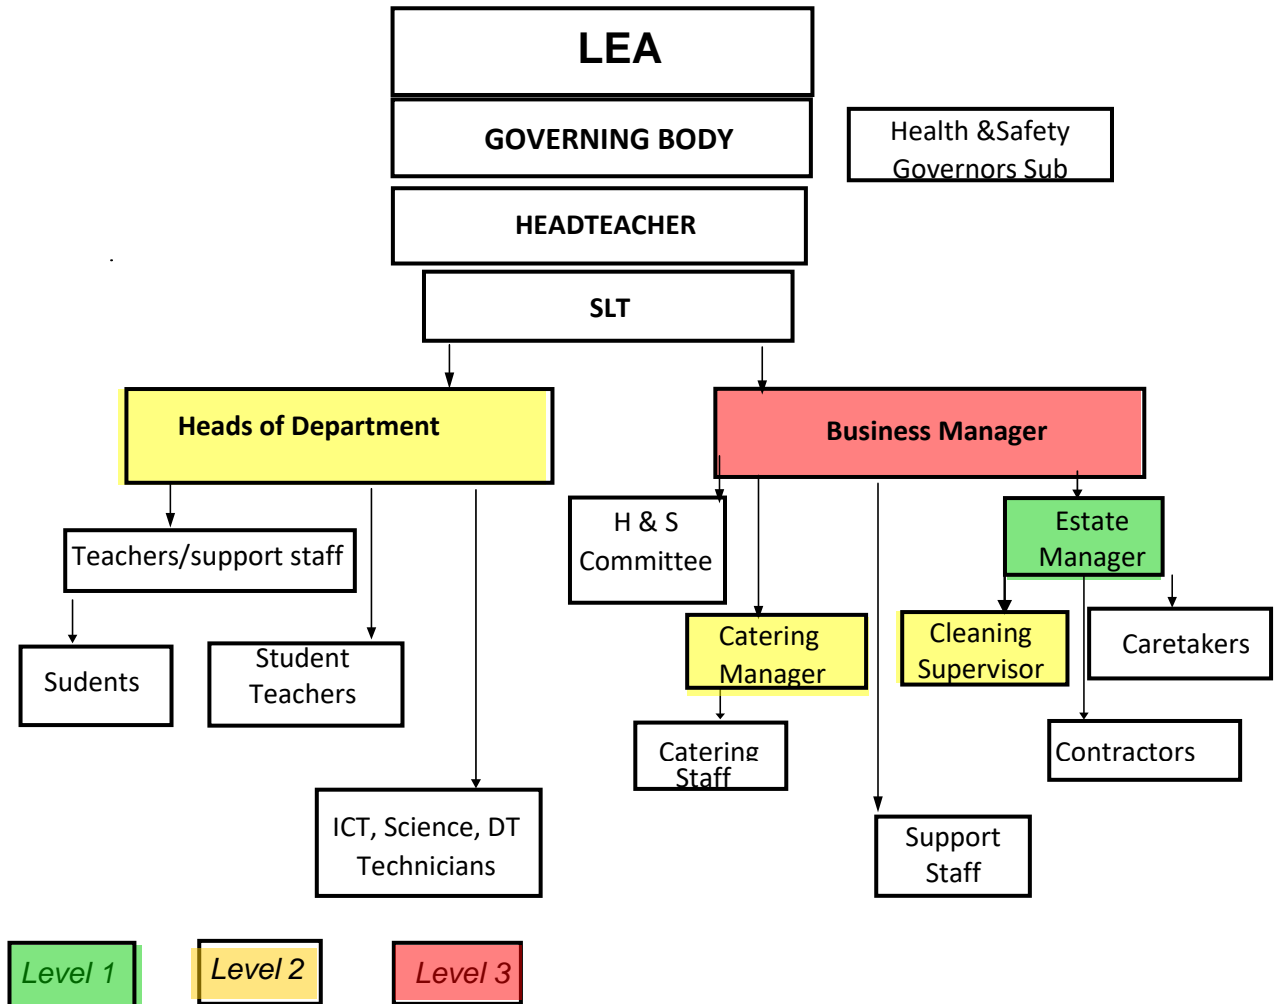 LEA
GOVERNING BODY
Health &Safety
Governors Sub
HEADTEACHER
SLT
Heads of Department
Business Manager
Teachers/support staff
H & S
Committee
Estate
Manager
Sudents
Student
Teachers
Catering
Manager
Cleaning
Supervisor
Caretakers
Catering
Staff
Contractors
ICT, Science, DT
Technicians
Support
Staff
Level 1
Level 2
Level 3